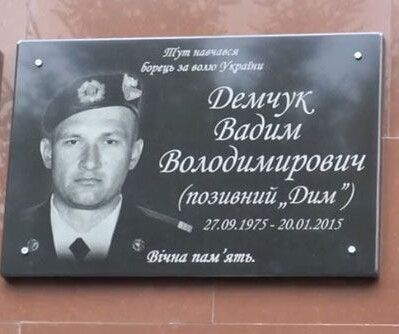 Тут навчався
борець за волю України
Демчук
Вадим
Володимирович
(позивний „Дим”)
27.09.1975 - 20.01.2015
Вічна пам'ять.